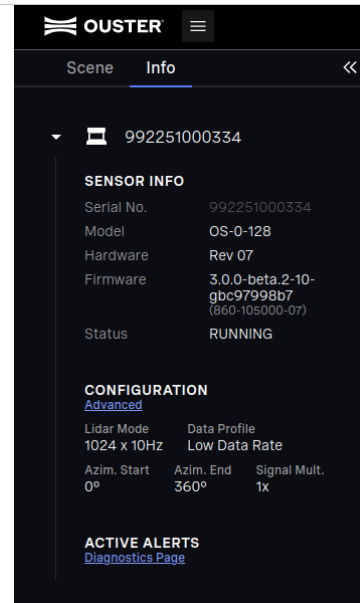 OUSTER
Scene Info
992251000334
SENSOR INFO
Serial No. 992251000334
Model OS-0-128
Hardware Rev 07
Firmware 3.0.0-beta.2-10-
gbc97998b7
(860-105000-07)
Status RUNNING
CONFIGURATION
Advanced
Lidar Mode Data Profile
1024 x 10Hz Low Data Rate
Azim. Start Azim. End Signal Mult.
0º 360º 1x
ACTIVE ALERTS
Diagnostics Page